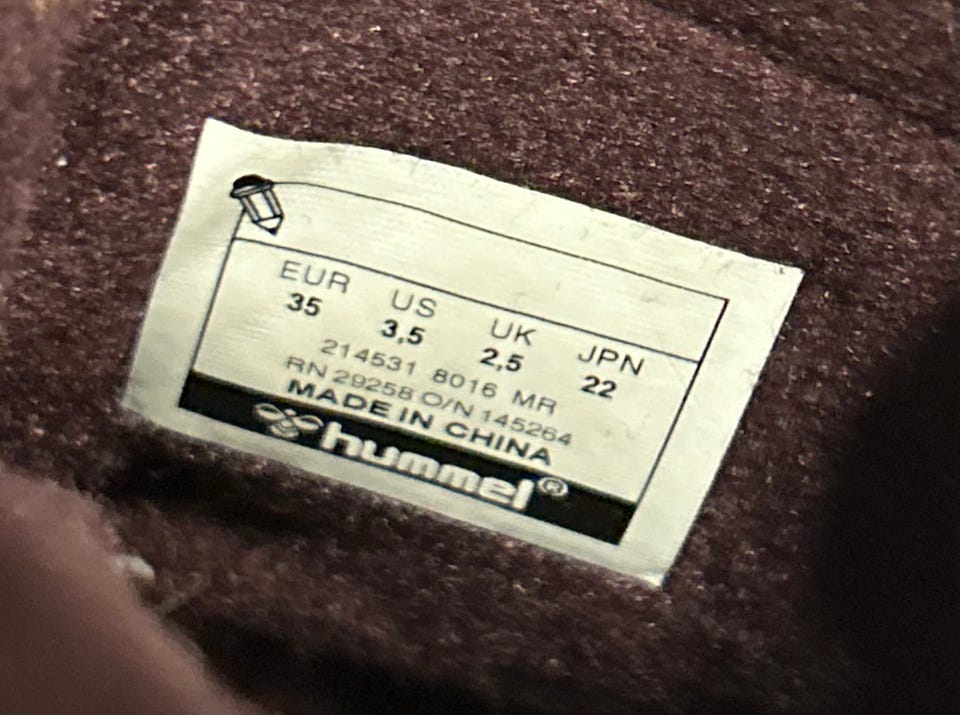 EUR US UK JPN
35 3,5 2,5 22
214531 8016 MR
RN 29258 O/N 145264
MADE IN CHINA
hummel®